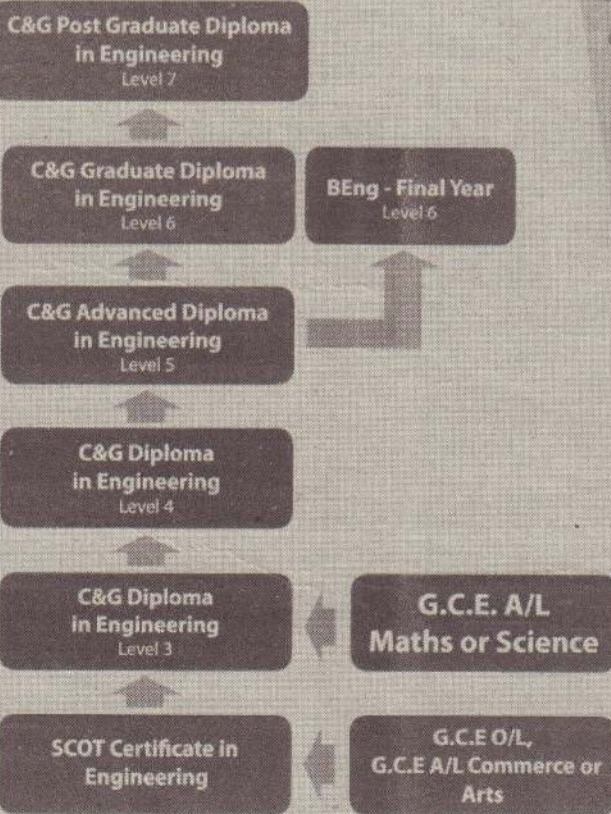 C&G Post Graduate Diploma
in Engineering
Level 7
C&G Graduate Diploma
in Engineering
Level 6
BEng - Final Year
Level 6
C&G Advanced Diploma
in Engineering
Level 5
C&G Diploma
in Engineering
Level 4
C&G Diploma
in Engineering
Level 3
G.C.E. A/L
Maths or Science
SCOT Certificate in
Engineering
G.C.E O/L,
G.C.E A/L Commerce or
Arts